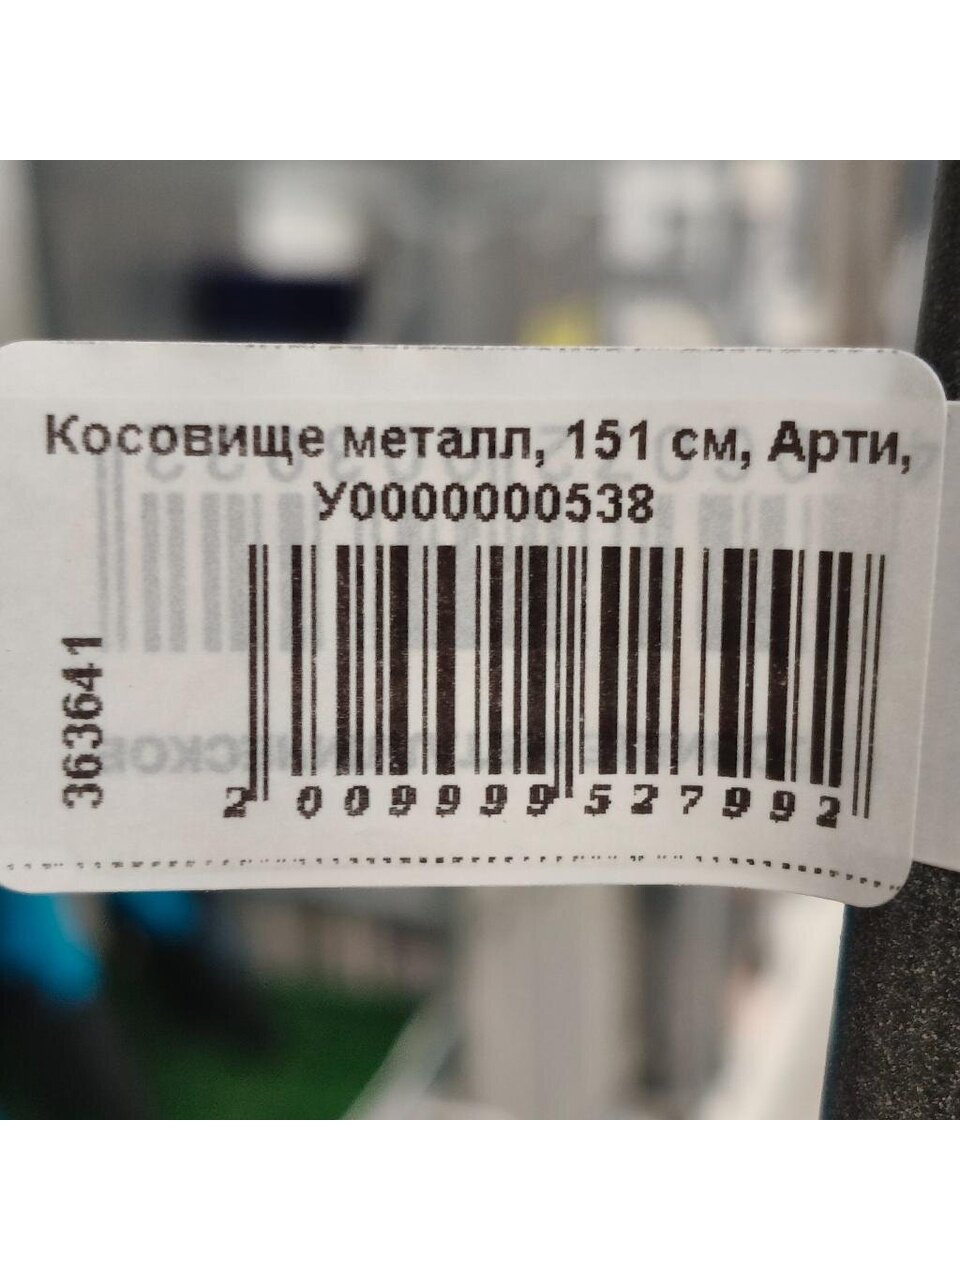 Косовище металл, 151 см, Арти,
У0000000538
363641
2 009999 527992